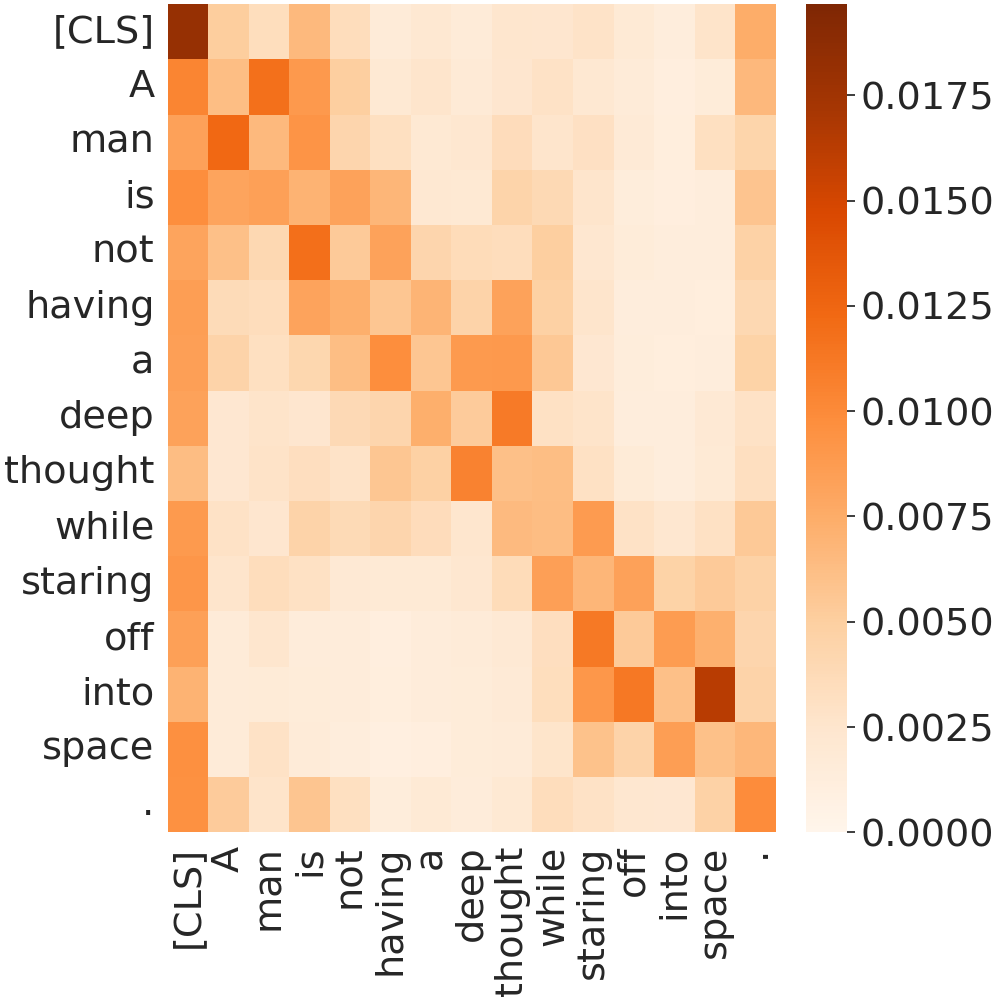 [CLS]
A
man
is
not
having
a
deep
thought
while
staring
off
into
space
.
[CLS]
A
man
is
not
having
a
deep
thought
while
staring
off
into
space
.
0.0175
0.0150
0.0125
0.0100
0.0075
0.0050
0.0025
0.0000